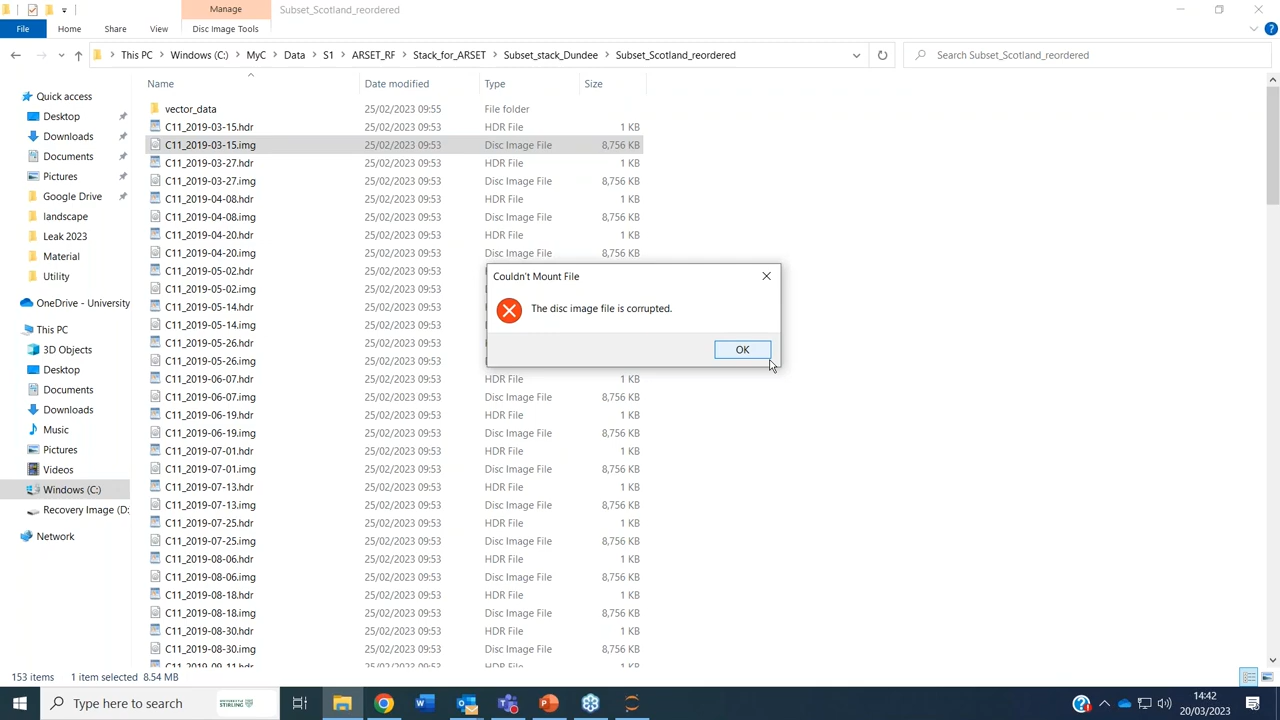 Manage
Subset_Scotland_reordered
File
Home
Share
View
Disc Image Tools
This PC
Windows (C:)
MyC
Data
S1
ARSET_RF
Stack_for_ARSET
Subset_stack_Dundee
Subset_Scotland_reordered
Search Subset_Scotland_reordered
Name
Date modified
Type
Size
Quick access
Desktop
Downloads
Documents
Pictures
Google Drive
landscape
Leak 2023
Material
Utility
OneDrive - University
This PC
3D Objects
Desktop
Documents
Downloads
Music
Pictures
Videos
Windows (C:)
Recovery Image (D:
Network
vector_data 25/02/2023 09:55 File folder
C11_2019-03-15.hdr 25/02/2023 09:53 HDR File 1 KB
C11_2019-03-15.img 25/02/2023 09:53 Disc Image File 8,756 KB
C11_2019-03-27.hdr 25/02/2023 09:53 HDR File 1 KB
C11_2019-03-27.img 25/02/2023 09:53 Disc Image File 8,756 KB
C11_2019-04-08.hdr 25/02/2023 09:53 HDR File 1 KB
C11_2019-04-08.img 25/02/2023 09:53 Disc Image File 8,756 KB
C11_2019-04-20.hdr 25/02/2023 09:53 HDR File 1 KB
C11_2019-04-20.img 25/02/2023 09:53 Disc Image File 8,756 KB
C11_2019-05-02.hdr 25/02/2023 09:53
C11_2019-05-02.img 25/02/2023 09:53
C11_2019-05-14.hdr 25/02/2023 09:53
C11_2019-05-14.img 25/02/2023 09:53
C11_2019-05-26.hdr 25/02/2023 09:53
C11_2019-05-26.img 25/02/2023 09:53
C11_2019-06-07.hdr 25/02/2023 09:53 HDR File 1 KB
C11_2019-06-07.img 25/02/2023 09:53 Disc Image File 8,756 KB
C11_2019-06-19.hdr 25/02/2023 09:53 HDR File 1 KB
C11_2019-06-19.img 25/02/2023 09:53 Disc Image File 8,756 KB
C11_2019-07-01.hdr 25/02/2023 09:53 HDR File 1 KB
C11_2019-07-01.img 25/02/2023 09:53 Disc Image File 8,756 KB
C11_2019-07-13.hdr 25/02/2023 09:53 HDR File 1 KB
C11_2019-07-13.img 25/02/2023 09:53 Disc Image File 8,756 KB
C11_2019-07-25.hdr 25/02/2023 09:53 HDR File 1 KB
C11_2019-07-25.img 25/02/2023 09:53 Disc Image File 8,756 KB
C11_2019-08-06.hdr 25/02/2023 09:53 HDR File 1 KB
C11_2019-08-06.img 25/02/2023 09:53 Disc Image File 8,756 KB
C11_2019-08-18.hdr 25/02/2023 09:53 HDR File 1 KB
C11_2019-08-18.img 25/02/2023 09:53 Disc Image File 8,756 KB
C11_2019-08-30.hdr 25/02/2023 09:53 HDR File 1 KB
C11_2019-08-30.img 25/02/2023 09:53 Disc Image File 8,756 KB
C11_2019-09-11.hdr 25/02/2023 09:53 HDR File 1 KB
Couldn't Mount File
The disc image file is corrupted.
OK
153 items 1 item selected 8.54 MB
Type here to search
14:42
20/03/2023